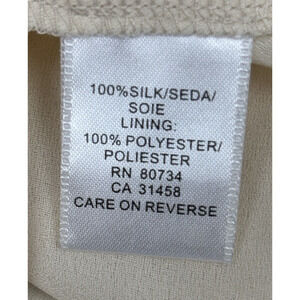 100%SILK/SEDA/
SOIE
LINING:
100% POLYESTER/
POLIESTER
RN 80734
CA 31458
CARE ON REVERSE